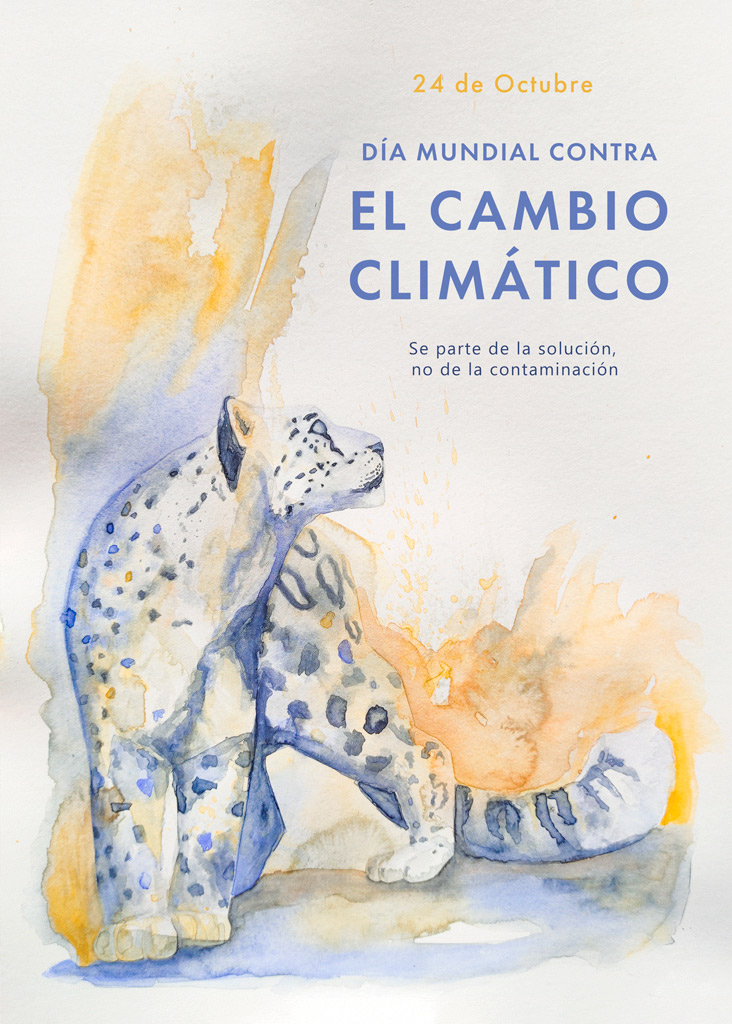 24 de Octubre
DÍA MUNDIAL CONTRA
EL CAMBIO
CLIMÁTICO
Se parte de la solución,
no de la contaminación